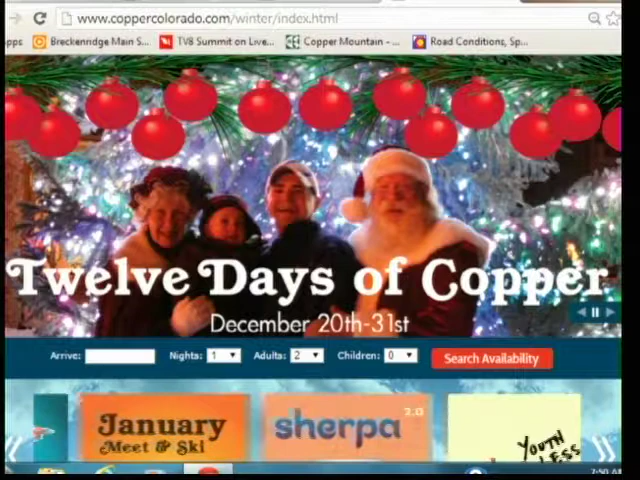 www.coppercolorado.com/winter/index.html
Breckenridge Main S... TV8 Summit on Live... Copper Mountain - ... Road Conditions, Sp...
Twelve Days of Copper
December 20th-31st
Arrive: Nights: 1 Adults: 2 Children: 0 Search Availability
January
Meet & Ski
sherpa 2.0
YOUTH